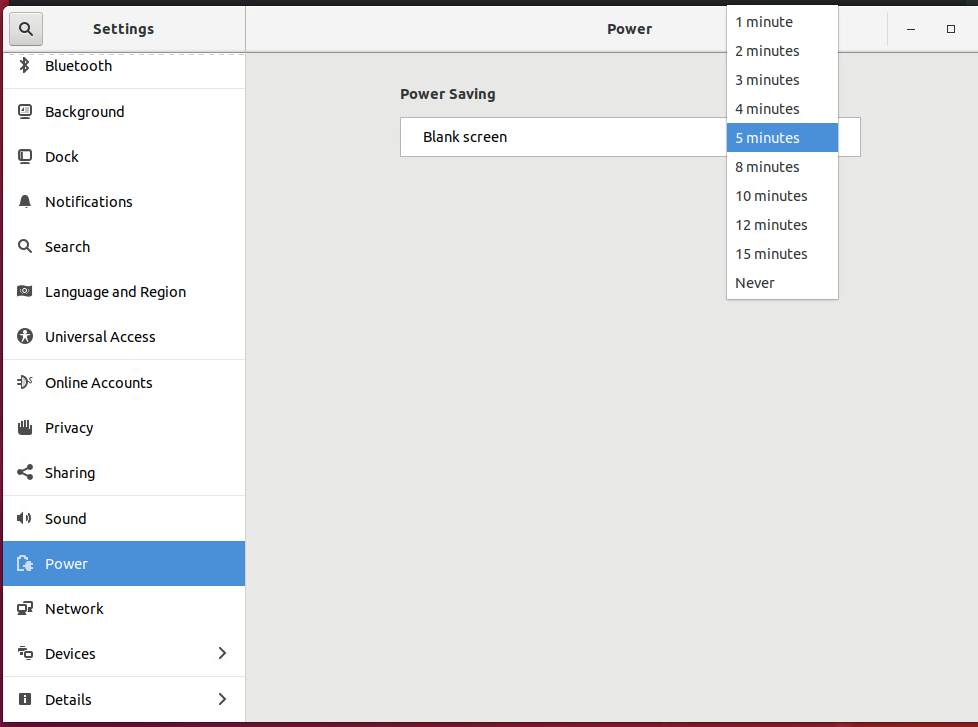 Settings
Power
Bluetooth
Background
Dock
Notifications
Search
Language and Region
Universal Access
Online Accounts
Privacy
Sharing
Sound
Power
Network
Devices
Details
Power Saving
Blank screen
1 minute
2 minutes
3 minutes
4 minutes
5 minutes
8 minutes
10 minutes
12 minutes
15 minutes
Never